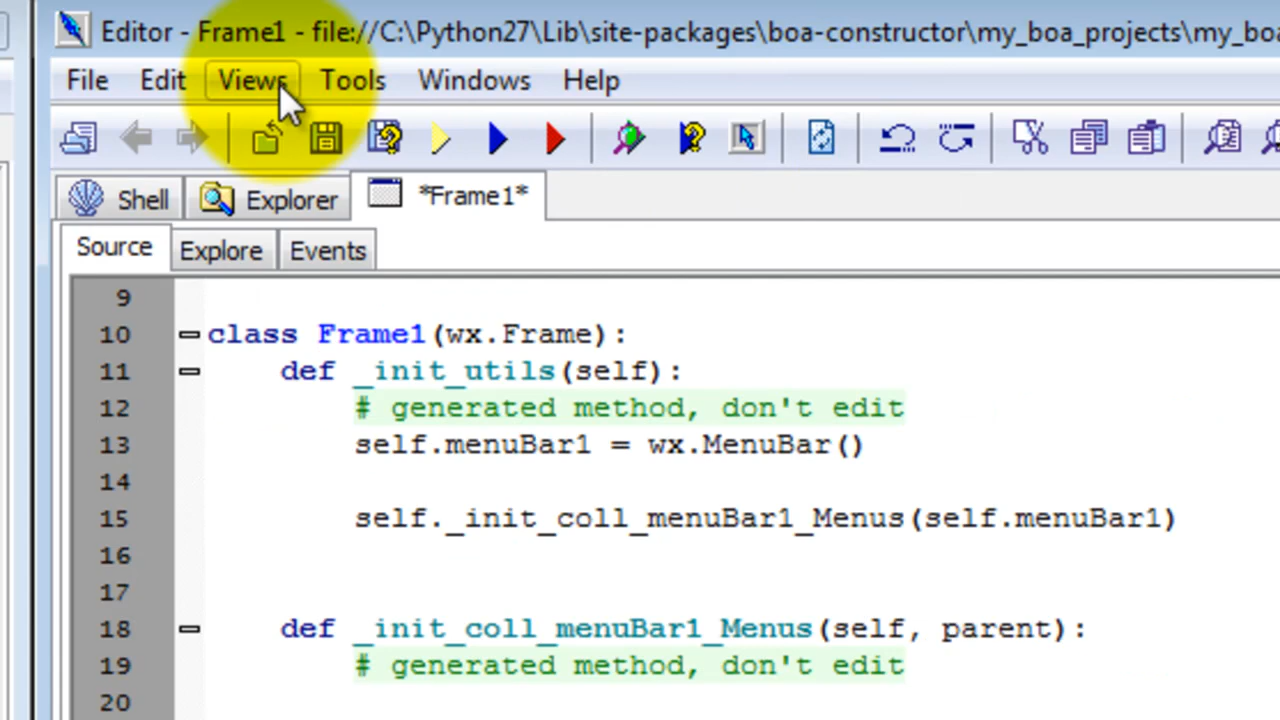 Editor - Frame1 - file://C:\Python27\Lib\site-packages\boa-constructor\my_boa_projects\my_boa
File Edit Views Tools Windows Help
Shell Explorer *Frame1*
Source Explore Events
9
10 class Frame1(wx.Frame):
11 def _init_utils(self):
12 # generated method, don't edit
13 self.menuBar1 = wx.MenuBar()
14
15 self._init_coll_menuBar1_Menus(self.menuBar1)
16
17
18 def _init_coll_menuBar1_Menus(self, parent):
19 # generated method, don't edit
20